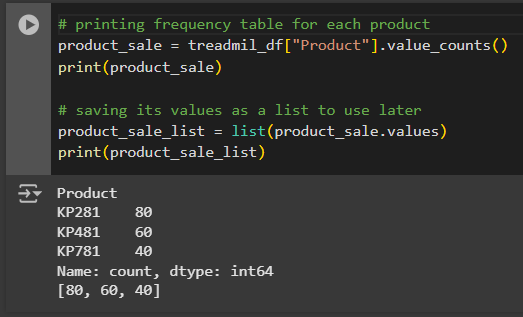 # printing frequency table for each product
product_sale = treadmil_df["Product"].value_counts()
print(product_sale)

# saving its values as a list to use later
product_sale_list = list(product_sale.values)
print(product_sale_list)

Product
KP281    80
KP481    60
KP781    40
Name: count, dtype: int64
[80, 60, 40]